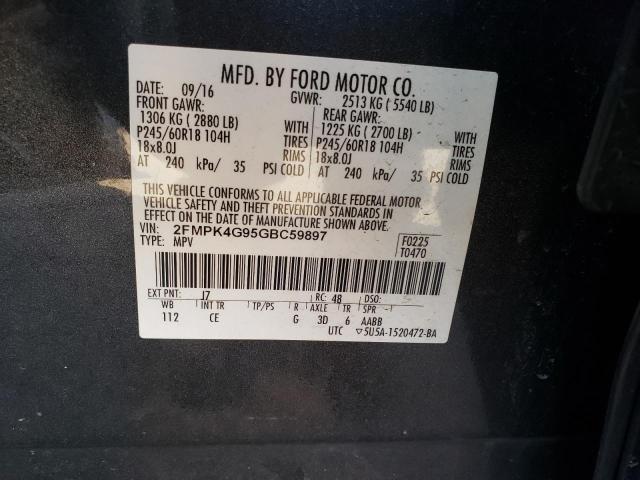 MFD. BY FORD MOTOR CO.
DATE: 09/16 GVWR: 2513 KG ( 5540 LB)
FRONT GAWR: REAR GAWR:
1306 KG ( 2880 LB) WITH 1225 KG ( 2700 LB) WITH
P245/60R18 104H TIRES P245/60R18 104H TIRES
18x8.0J RIMS 18x8.0J RIMS
AT 240 kPa/ 35 PSI COLD AT 240 kPa/ 35 PSI COLD
THIS VEHICLE CONFORMS TO ALL APPLICABLE FEDERAL MOTOR
VEHICLE SAFETY AND THEFT PREVENTION STANDARDS IN
EFFECT ON THE DATE OF MANUFACTURE SHOWN ABOVE.
VIN: 2FMPK4G95GBC59897 F0225
TYPE: MPV T0470
EXT PNT: J7 RC: 48 DSO:
WB INT TR TP/PS R AXLE TR SPR
112 CE G 3D 6 AABB
UTC ▽5U5A-1520472-BA